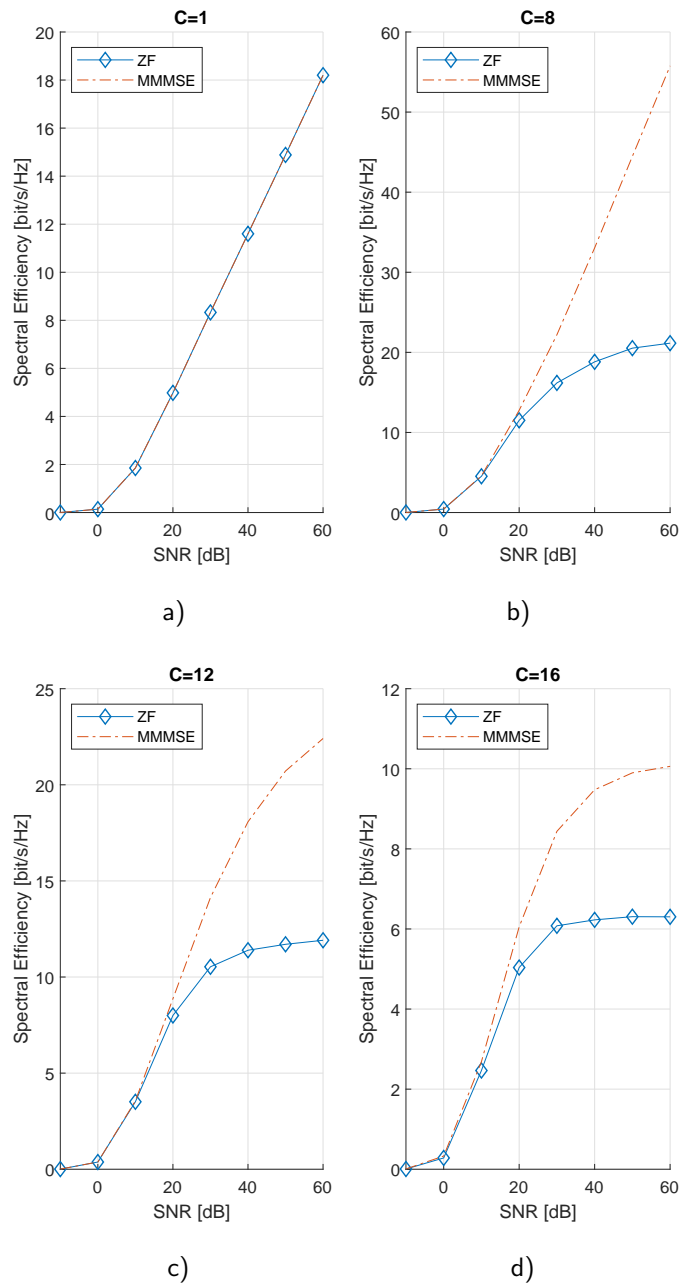 C=1
20
18
16
14
12
10
8
6
4
2
0
ZF
MMMSE
Spectral Efficiency [bit/s/Hz]
0 20 40 60
SNR [dB]
a)
C=8
60
50
40
30
20
10
0
ZF
MMMSE
Spectral Efficiency [bit/s/Hz]
0 20 40 60
SNR [dB]
b)
C=12
25
20
15
10
5
0
ZF
MMMSE
Spectral Efficiency [bit/s/Hz]
0 20 40 60
SNR [dB]
c)
C=16
12
10
8
6
4
2
0
ZF
MMMSE
Spectral Efficiency [bit/s/Hz]
0 20 40 60
SNR [dB]
d)